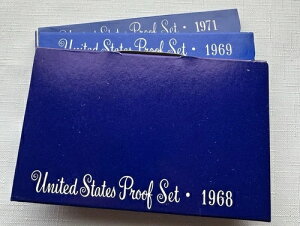 United States Proof Set • 1971
United States Proof Set • 1969
United States Proof Set • 1968